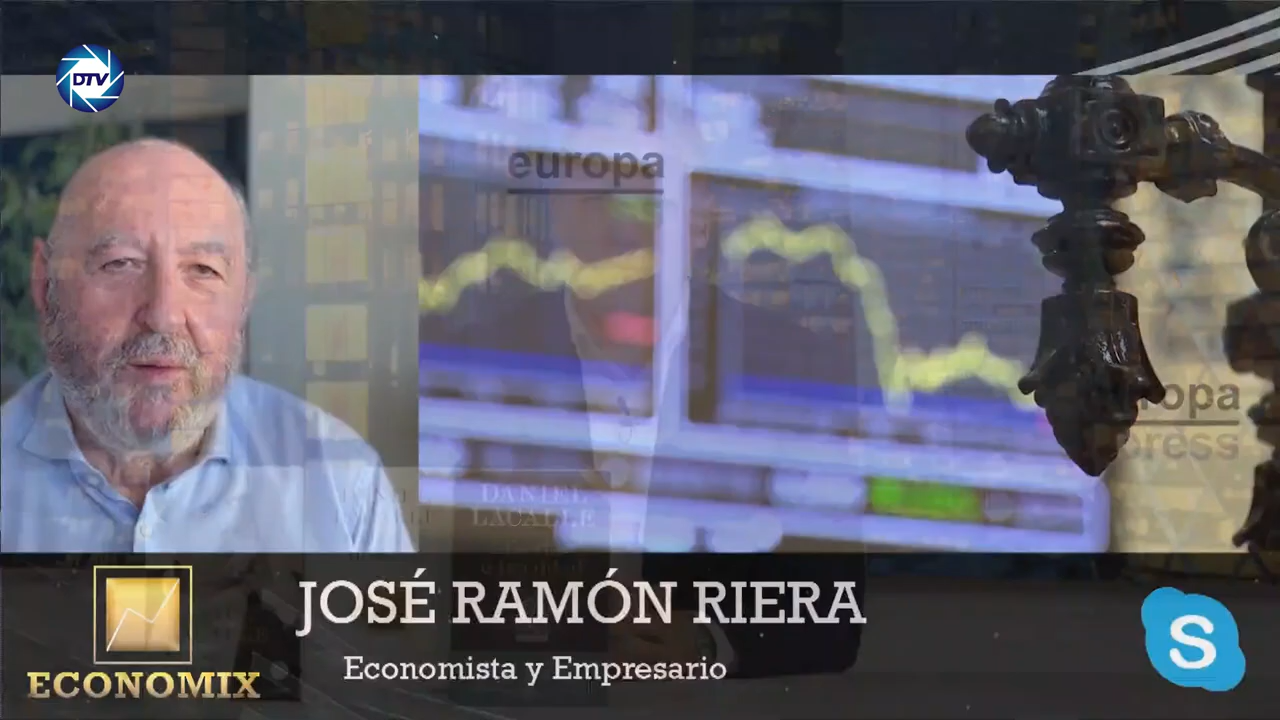 DTV
europa
europa
press
DANIEL
LACALLE
JOSÉ RAMÓN RIERA
Economista y Empresario
ECONOMIX
S